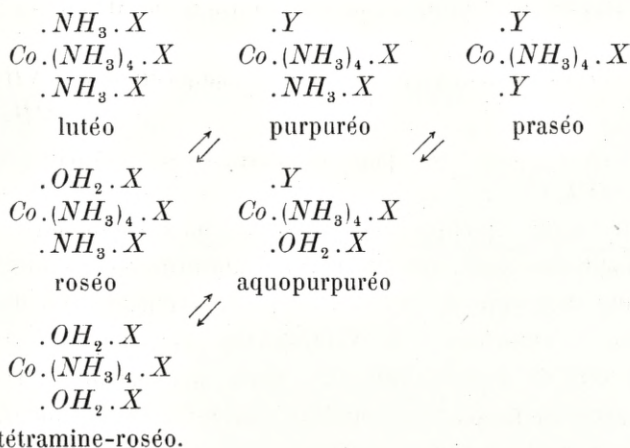 .NH₃.X .Y .Y
Co.(NH₃)₄.X Co.(NH₃)₄.X Co.(NH₃)₄.X
.NH₃.X .NH₃.X .Y
lutéo purpuréo praséo
.OH₂.X .Y
Co.(NH₃)₄.X Co.(NH₃)₄.X
.NH₃.X .OH₂.X
roséo aquopurpuréo
.OH₂.X
Co.(NH₃)₄.X
.OH₂.X
tétramine-roséo.